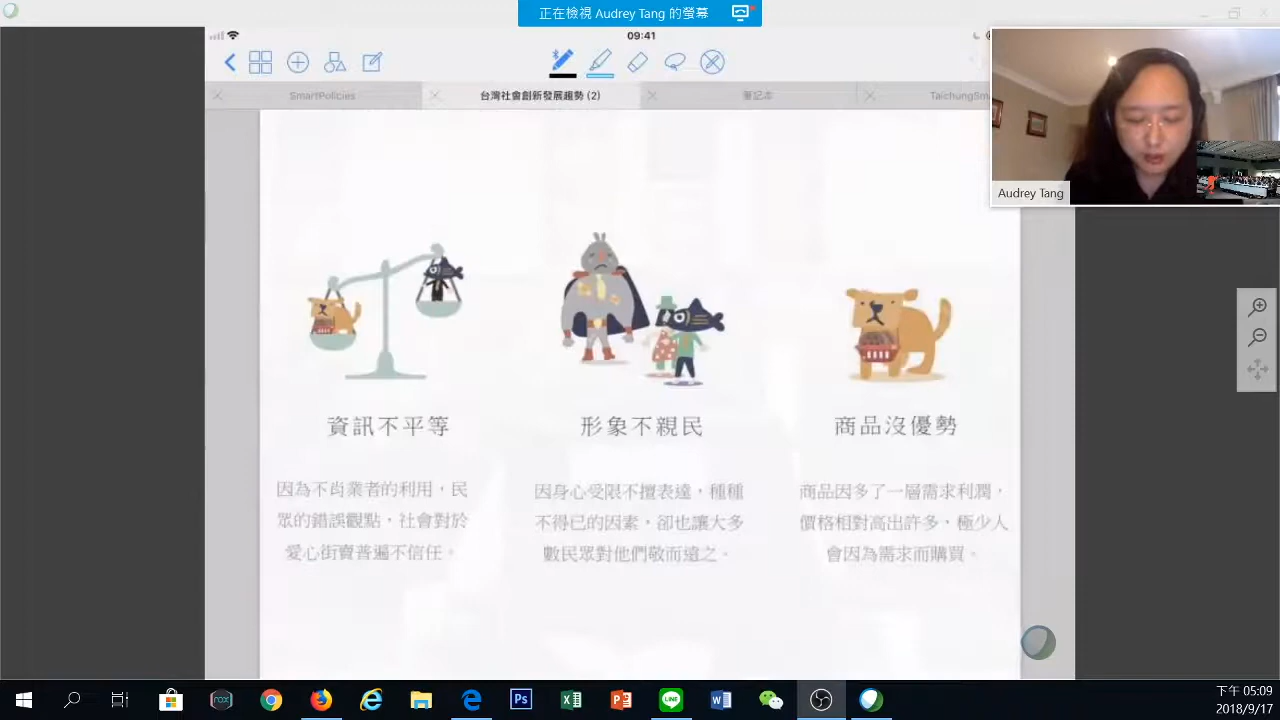 正在檢視 Audrey Tang 的螢幕
09:41
SmartPolicies
台灣社會創新發展趨勢 (2)
筆記本
TaichungSm
Audrey Tang
資訊不平等
因為不肖業者的利用，民
眾的錯誤觀點，社會對於
愛心街賣普遍不信任。
形象不親民
因身心受限不擅表達，種種
不得已的因素，卻也讓大多
數民眾對他們敬而遠之。
商品沒優勢
商品因多了一層需求利潤，
價格相對高出許多，極少人
會因為需求而購買。
nox
Ps
LINE
下午 05:09
2018/9/17